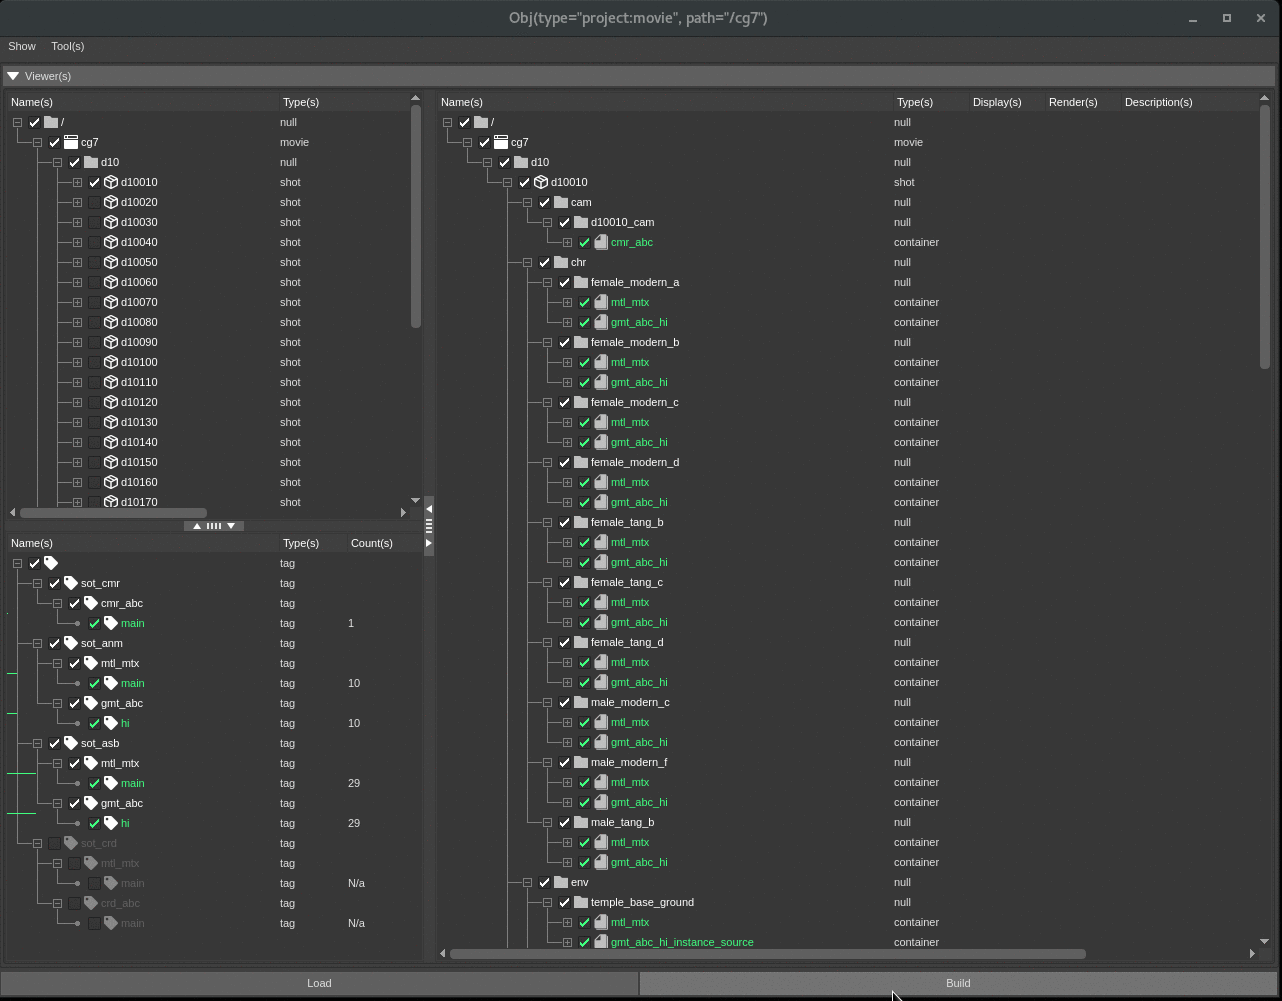 Obj(type="project:movie", path="/cg7")
Show Tool(s)
Viewer(s)
Name(s) Type(s)
/ null
cg7 movie
d10 null
d10010 shot
d10020 shot
d10030 shot
d10040 shot
d10050 shot
d10060 shot
d10070 shot
d10080 shot
d10090 shot
d10100 shot
d10110 shot
d10120 shot
d10130 shot
d10140 shot
d10150 shot
d10160 shot
d10170 shot
Name(s) Type(s) Count(s)
tag
sot_cmr tag
cmr_abc tag
main tag 1
sot_anm tag
mtl_mtx tag
main tag 10
gmt_abc tag
hi tag 10
sot_asb tag
mtl_mtx tag
main tag 29
gmt_abc tag
hi tag 29
sot_crd tag
mtl_mtx tag
main tag N/a
crd_abc tag
main tag N/a
Name(s) Type(s) Display(s) Render(s) Description(s)
/ null
cg7 movie
d10 null
d10010 shot
cam null
d10010_cam null
cmr_abc container
chr null
female_modern_a null
mtl_mtx container
gmt_abc_hi container
female_modern_b null
mtl_mtx container
gmt_abc_hi container
female_modern_c null
mtl_mtx container
gmt_abc_hi container
female_modern_d null
mtl_mtx container
gmt_abc_hi container
female_tang_b null
mtl_mtx container
gmt_abc_hi container
female_tang_c null
mtl_mtx container
gmt_abc_hi container
female_tang_d null
mtl_mtx container
gmt_abc_hi container
male_modern_c null
mtl_mtx container
gmt_abc_hi container
male_modern_f null
mtl_mtx container
gmt_abc_hi container
male_tang_b null
mtl_mtx container
gmt_abc_hi container
env null
temple_base_ground null
mtl_mtx container
gmt_abc_hi_instance_source container
Load Build